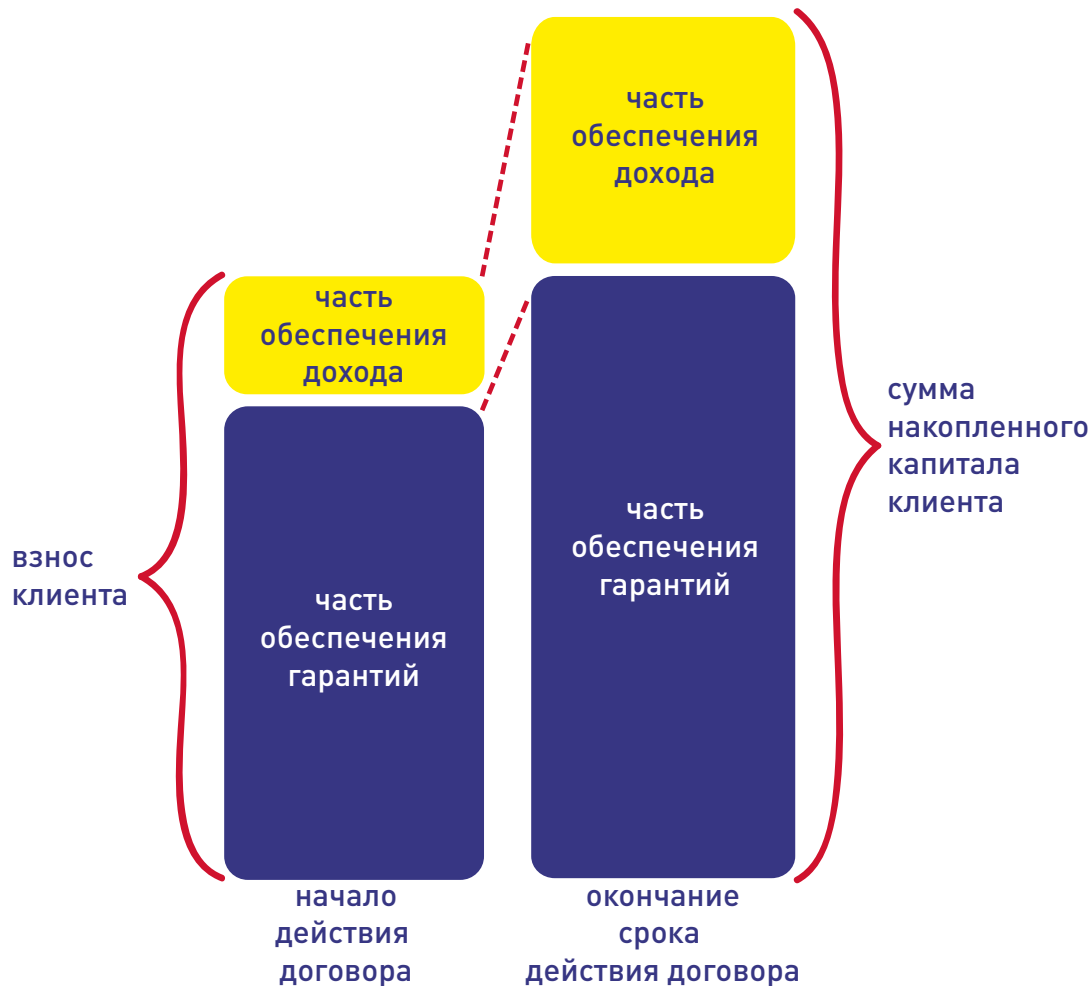 часть
обеспечения
дохода
часть
обеспечения
дохода
часть
обеспечения
гарантий
часть
обеспечения
гарантий
взнос
клиента
сумма
накопленного
капитала
клиента
начало
действия
договора
окончание
срока
действия договора